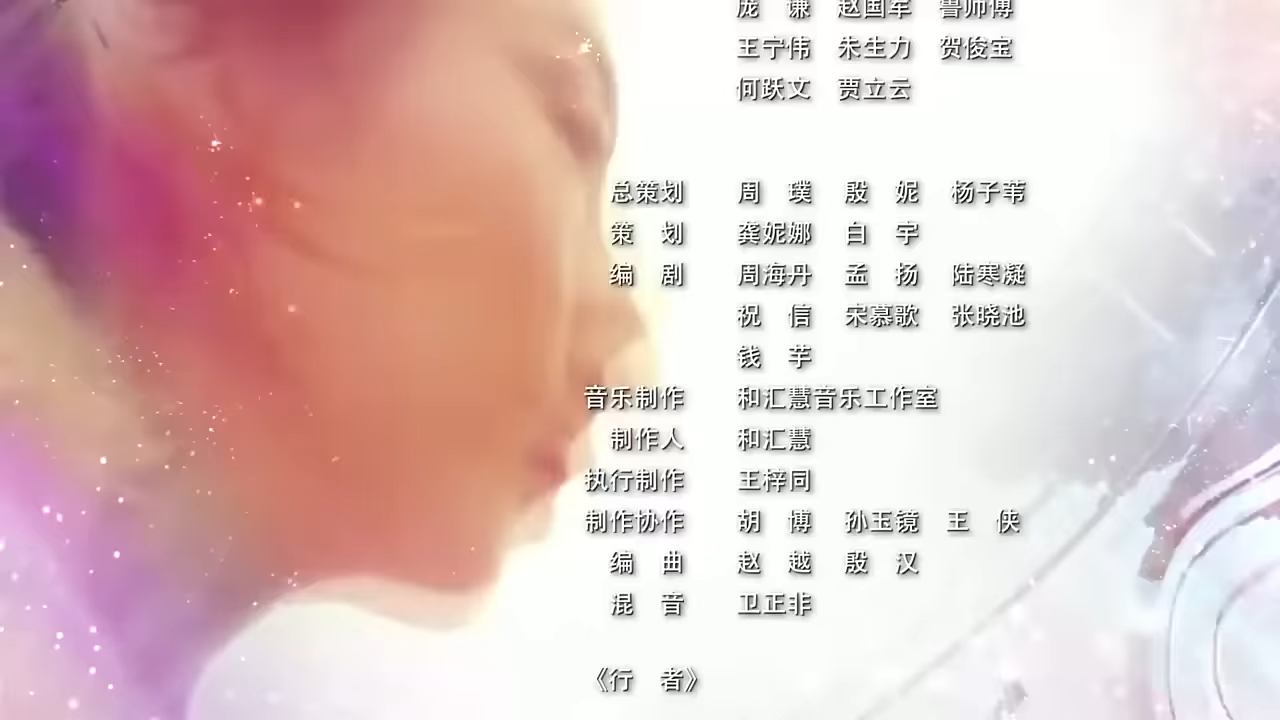 庞　谦　赵国军　鲁师傅
王宁伟　朱生力　贺俊宝
何跃文　贾立云
总策划　周　璞　殷　妮　杨子苇
策　划　龚妮娜　白　宇
编　剧　周海丹　孟　扬　陆寒凝
祝　信　宋慕歌　张晓池
钱　芋
音乐制作　和汇慧音乐工作室
制作人　和汇慧
执行制作　王梓同
制作协作　胡　博　孙玉镜　王　侠
编　曲　赵　越　殷　汉
混　音　卫正非
《行　者》